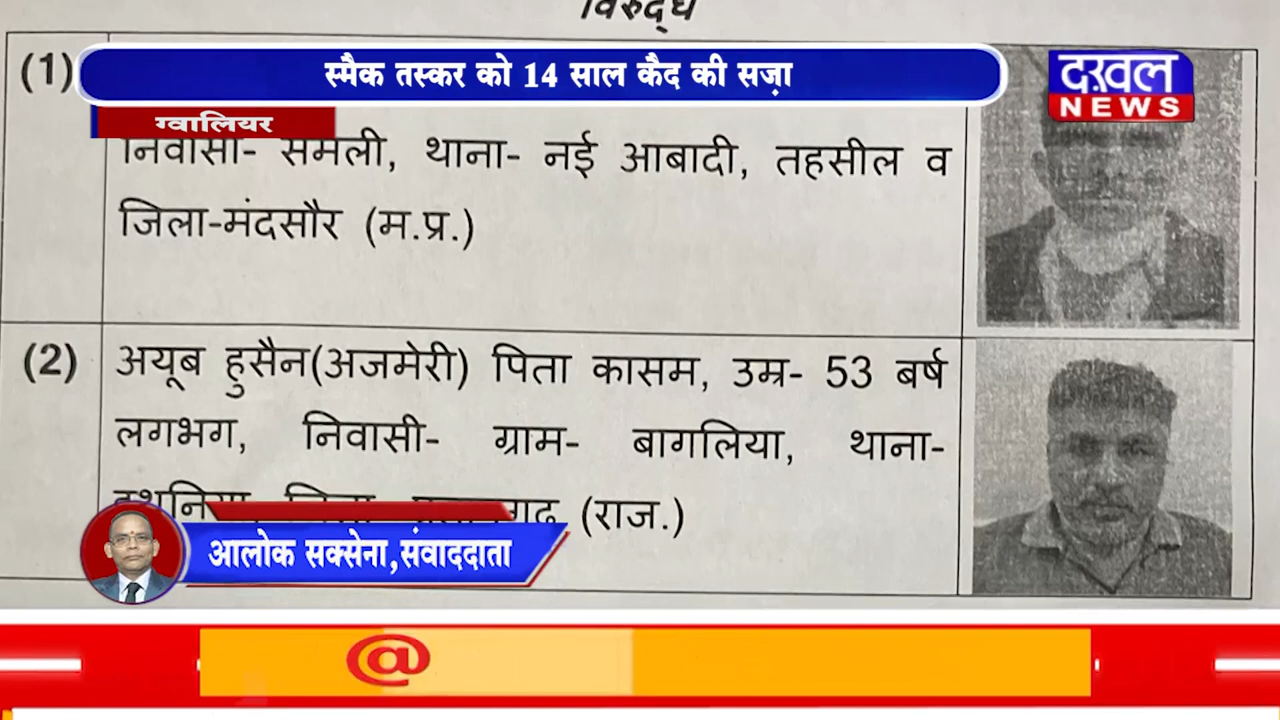 विरुद्ध
स्मैक तस्कर को 14 साल कैद की सज़ा
दखल
NEWS
ग्वालियर
(1)
निवासी- समली, थाना- नई आबादी, तहसील व
जिला-मंदसौर (म.प्र.)
(2) अयूब हुसैन(अजमेरी) पिता कासम, उम्र- 53 बर्ष
लगभग, निवासी- ग्राम- बागलिया, थाना-
(राज.)
आलोक सक्सेना,संवाददाता
@